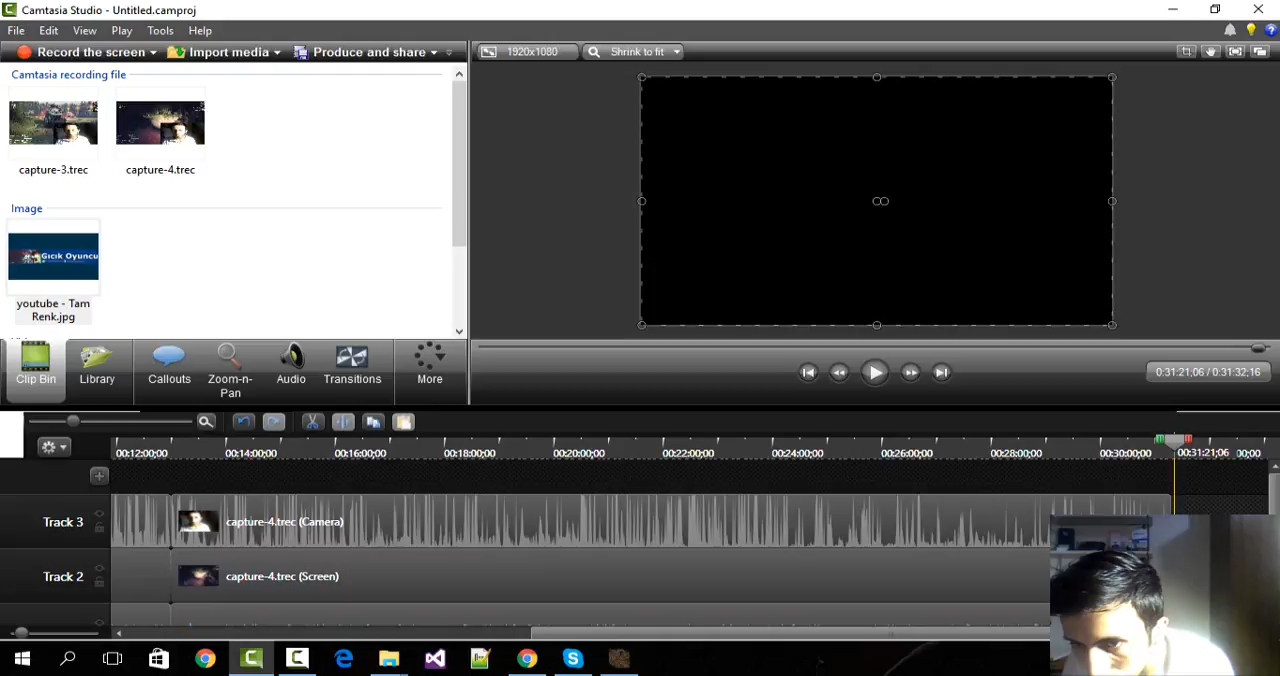 Camtasia Studio - Untitled.camproj
File Edit View Play Tools Help
Record the screen Import media Produce and share
1920x1080 Shrink to fit
Camtasia recording file
capture-3.trec capture-4.trec
Image
Gıcık Oyuncu
youtube - Tam
Renk.jpg
Clip Bin Library Callouts Zoom-n-
Pan Audio Transitions More
0:31:21,06 / 0:31:32,16
00:12:00;00 00:14:00;00 00:16:00;00 00:18:00;00 00:20:00;00 00:22:00;00 00:24:00;00 00:26:00;00 00:28:00;00 00:30:00;00 00:31:21;06 00;00
Track 3 capture-4.trec (Camera)
Track 2 capture-4.trec (Screen)